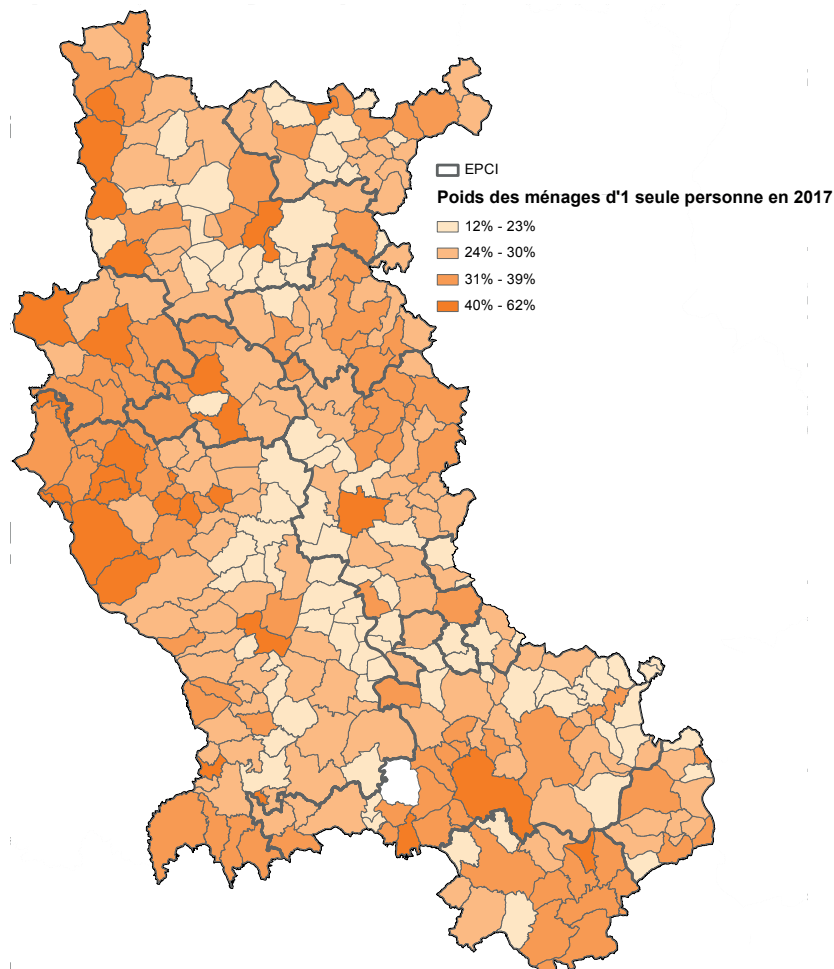 EPCI
Poids des ménages d'1 seule personne en 2017
12% - 23%
24% - 30%
31% - 39%
40% - 62%